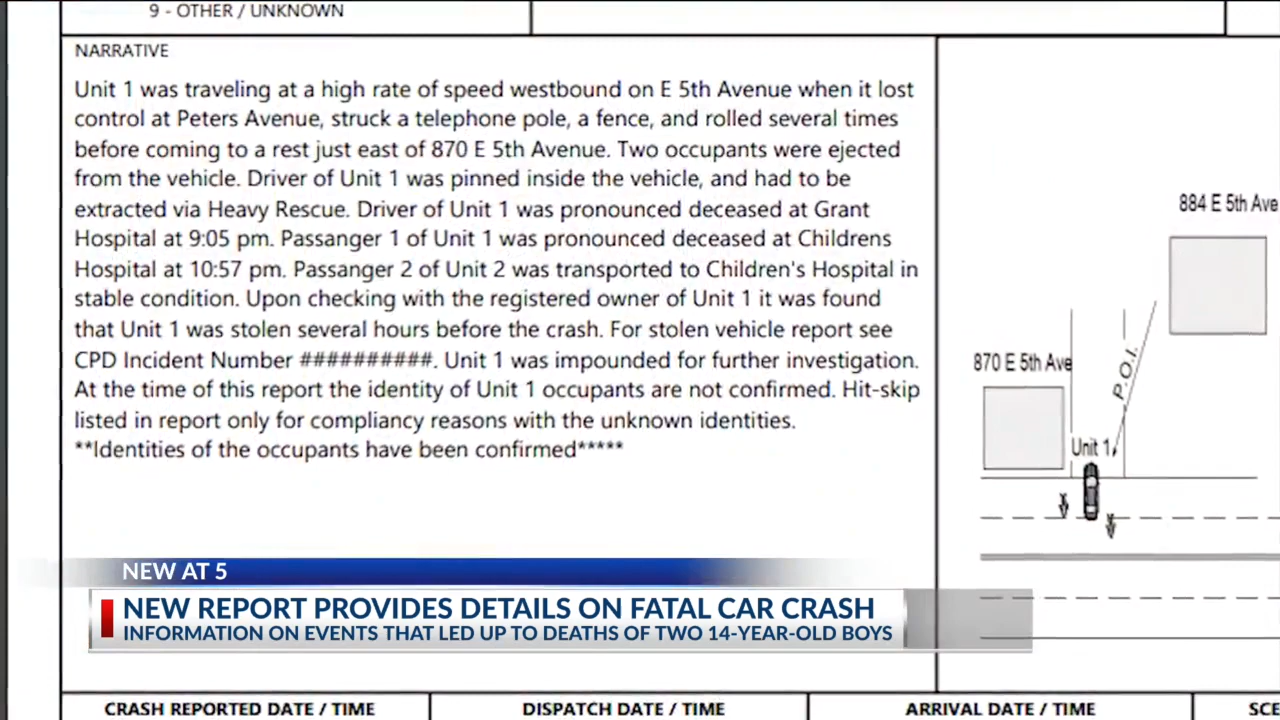 9 - OTHER / UNKNOWN
NARRATIVE
Unit 1 was traveling at a high rate of speed westbound on E 5th Avenue when it lost
control at Peters Avenue, struck a telephone pole, a fence, and rolled several times
before coming to a rest just east of 870 E 5th Avenue. Two occupants were ejected
from the vehicle. Driver of Unit 1 was pinned inside the vehicle, and had to be
extracted via Heavy Rescue. Driver of Unit 1 was pronounced deceased at Grant
Hospital at 9:05 pm. Passanger 1 of Unit 1 was pronounced deceased at Childrens
Hospital at 10:57 pm. Passanger 2 of Unit 2 was transported to Children's Hospital in
stable condition. Upon checking with the registered owner of Unit 1 it was found
that Unit 1 was stolen several hours before the crash. For stolen vehicle report see
CPD Incident Number ##########. Unit 1 was impounded for further investigation.
At the time of this report the identity of Unit 1 occupants are not confirmed. Hit-skip
listed in report only for compliancy reasons with the unknown identities.
**Identities of the occupants have been confirmed*****
884 E 5th Ave
870 E 5th Ave
P.O.I.
Unit 1
NEW AT 5
NEW REPORT PROVIDES DETAILS ON FATAL CAR CRASH
INFORMATION ON EVENTS THAT LED UP TO DEATHS OF TWO 14-YEAR-OLD BOYS
CRASH REPORTED DATE / TIME
DISPATCH DATE / TIME
ARRIVAL DATE / TIME
SCE